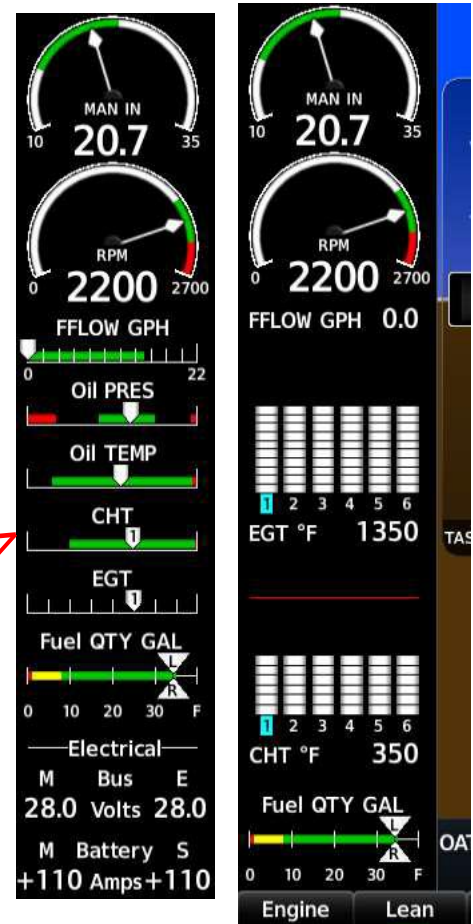 MAN IN
10 20.7 35
RPM
0 2200 2700
FFLOW GPH
0 22
Oil PRES
Oil TEMP
CHT
1
EGT
1
Fuel QTY GAL
L
R
0 10 20 30 F
Electrical
M Bus E
28.0 Volts 28.0
M Battery S
+110 Amps +110
MAN IN
10 20.7 35
RPM
0 2200 2700
FFLOW GPH 0.0
1 2 3 4 5 6
EGT °F 1350
1 2 3 4 5 6
CHT °F 350
Fuel QTY GAL
L
R
0 10 20 30 F
Engine Lean
TAS
OAT